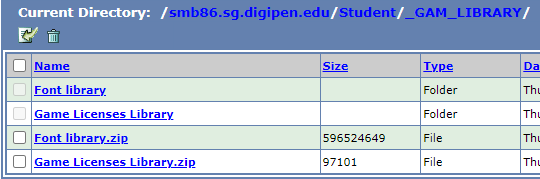 Current Directory: /smb86.sg.digipen.edu/Student/_GAM_LIBRARY/
Name Size Type Da
Font library Folder Thu
Game Licenses Library Folder Thu
Font library.zip 596524649 File Thu
Game Licenses Library.zip 97101 File Thu